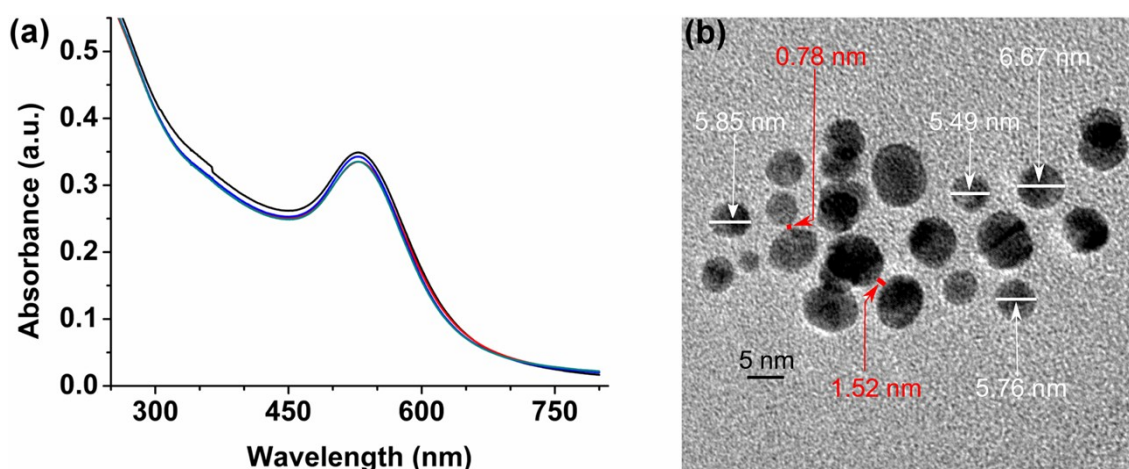 (a)
0.5
0.4
0.3
0.2
0.1
0.0
Absorbance (a.u.)
300 450 600 750
Wavelength (nm)
(b)
0.78 nm
6.67 nm
5.85 nm
5.49 nm
5 nm
1.52 nm
5.76 nm